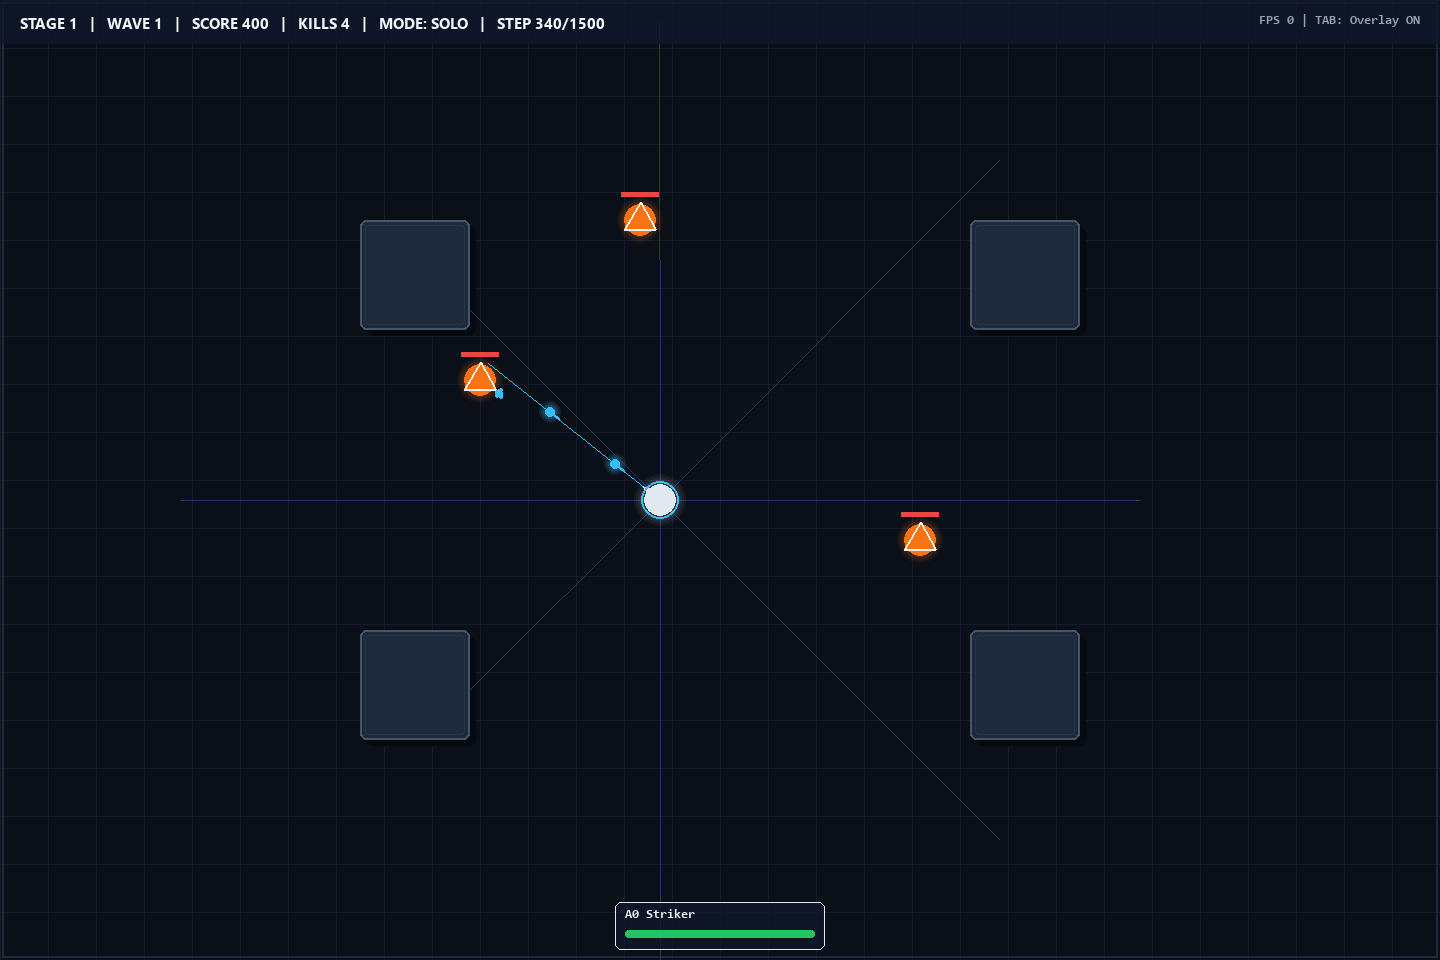 STAGE 1 | WAVE 1 | SCORE 400 | KILLS 4 | MODE: SOLO | STEP 340/1500
FPS 0 | TAB: Overlay ON
A0 Striker